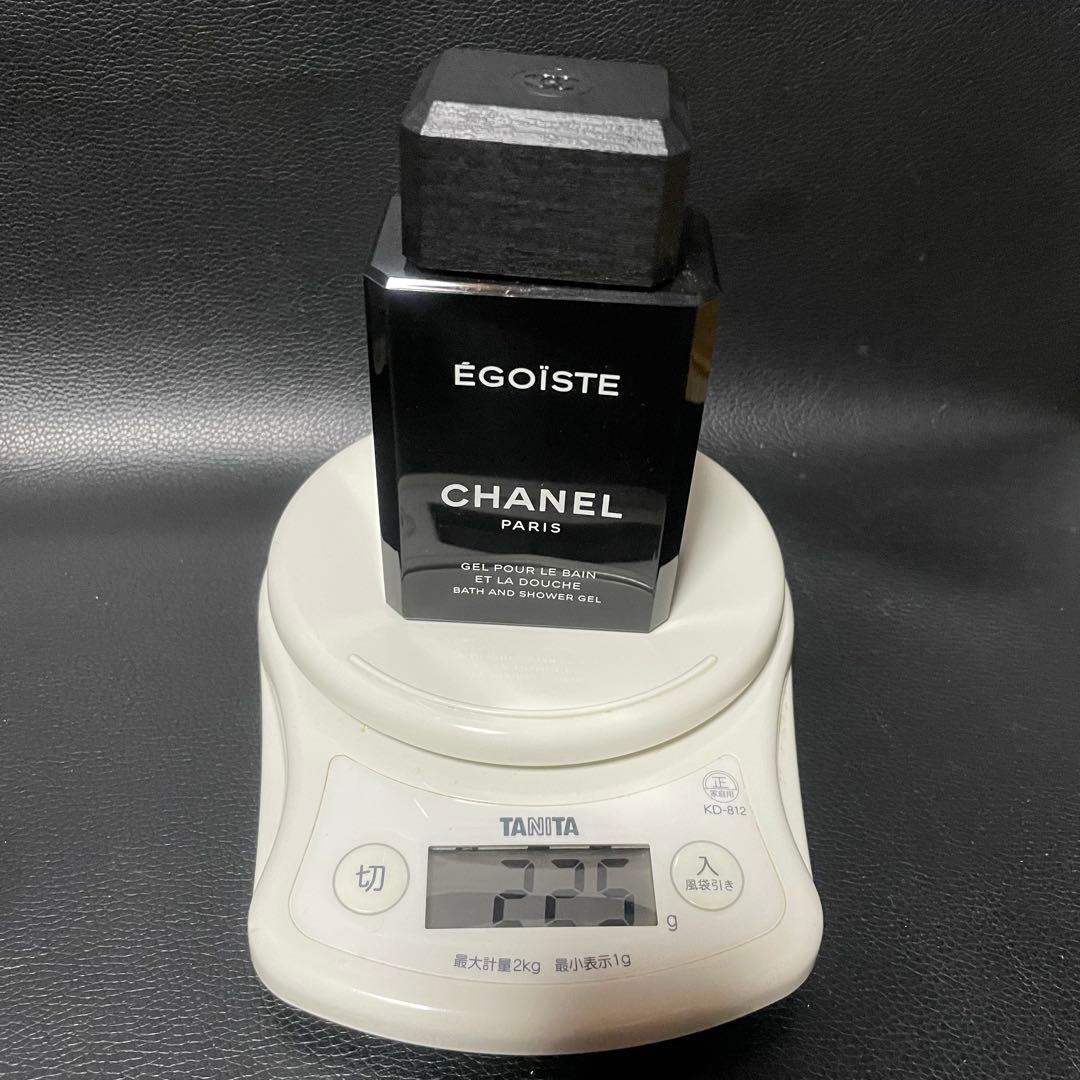 ÉGOÏSTE
CHANEL
PARIS
GEL POUR LE BAIN
ET LA DOUCHE
BATH AND SHOWER GEL
正
家庭用
KD-812
TANITA
切
225 g
入
風袋引き
最大計量2kg 最小表示1g